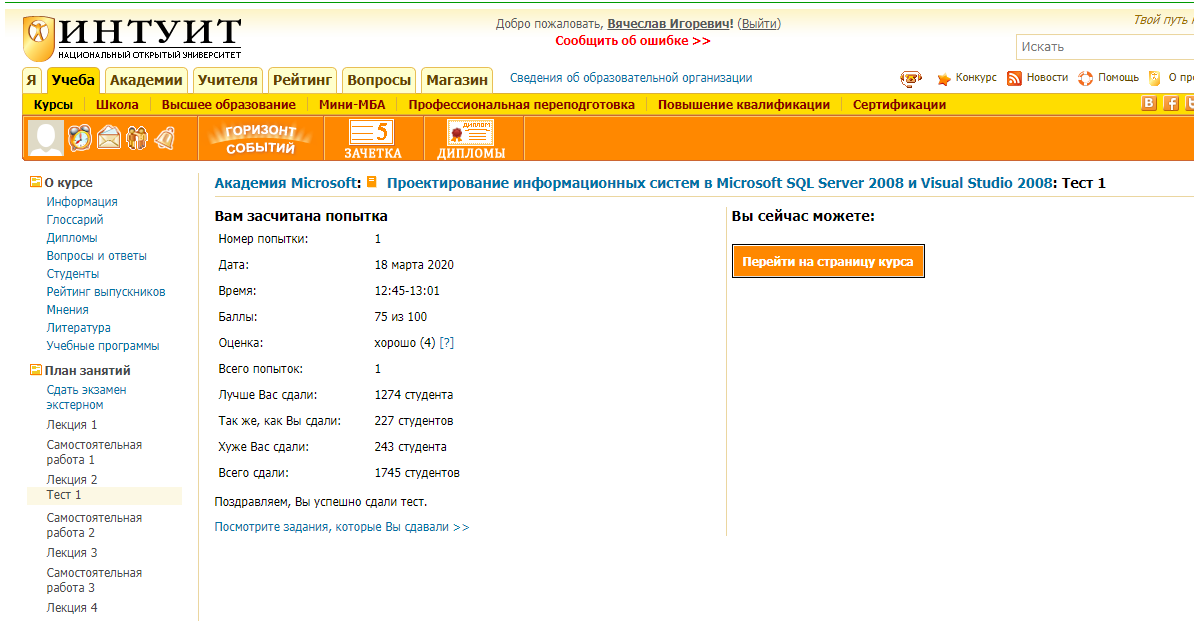 ИНТУИТ
НАЦИОНАЛЬНЫЙ ОТКРЫТЫЙ УНИВЕРСИТЕТ
Добро пожаловать, Вячеслав Игоревич! (Выйти)
Сообщить об ошибке >>
Твой путь
Искать
Я Учеба Академии Учителя Рейтинг Вопросы Магазин Сведения об образовательной организации Конкурс Новости Помощь
Курсы Школа Высшее образование Мини-МБА Профессиональная переподготовка Повышение квалификации Сертификации
ГОРИЗОНТ СОБЫТИЙ
5 ЗАЧЕТКА
ДИПЛОМ ДИПЛОМЫ
О курсе
Информация
Глоссарий
Дипломы
Вопросы и ответы
Студенты
Рейтинг выпускников
Мнения
Литература
Учебные программы
План занятий
Сдать экзамен
экстерном
Лекция 1
Самостоятельная
работа 1
Лекция 2
Тест 1
Самостоятельная
работа 2
Лекция 3
Самостоятельная
работа 3
Лекция 4
Академия Microsoft: Проектирование информационных систем в Microsoft SQL Server 2008 и Visual Studio 2008: Тест 1
Вам засчитана попытка
Номер попытки: 1
Дата: 18 марта 2020
Время: 12:45-13:01
Баллы: 75 из 100
Оценка: хорошо (4) [?]
Всего попыток: 1
Лучше Вас сдали: 1274 студента
Так же, как Вы сдали: 227 студентов
Хуже Вас сдали: 243 студента
Всего сдали: 1745 студентов
Поздравляем, Вы успешно сдали тест.
Посмотрите задания, которые Вы сдавали >>
Вы сейчас можете:
Перейти на страницу курса